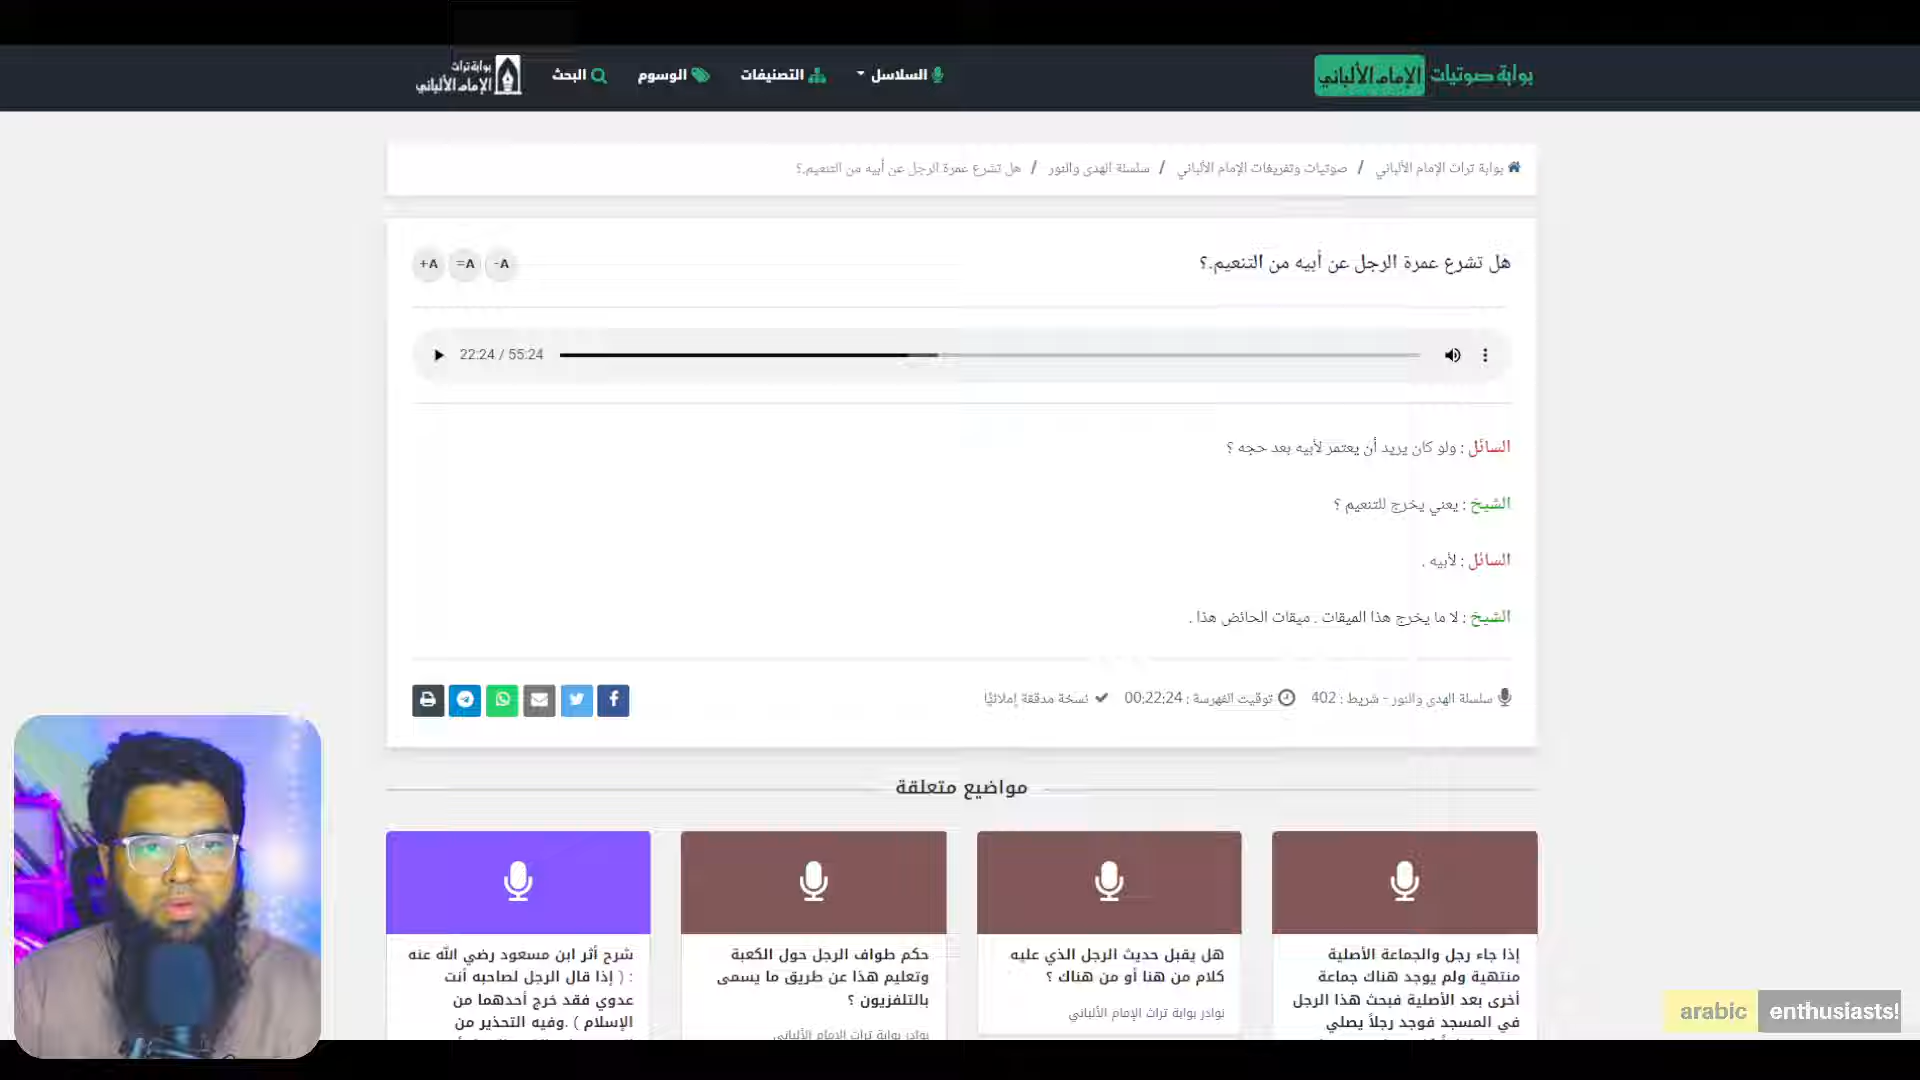 بوابة صوتيات الإمام الألباني
السلاسل
التصنيفات
الوسوم
البحث
بوابة تراث
الإمام الألباني
بوابة تراث الإمام الألباني / صوتيات وتفريغات الإمام الألباني / سلسلة الهدى والنور / هل تشرع عمرة الرجل عن أبيه من التنعيم.؟
هل تشرع عمرة الرجل عن أبيه من التنعيم.؟
+A =A -A
22:24 / 55:24
السائل : ولو كان يريد أن يعتمر لأبيه بعد حجه ؟
الشيخ : يعني يخرج للتنعيم ؟
السائل : لأبيه .
الشيخ : لا ما يخرج هذا الميقات . ميقات الحائض هذا .
سلسلة الهدى والنور - شريط : 402
توقيت الفهرسة : 00:22:24
نسخة مدققة إملائيًا
مواضيع متعلقة
إذا جاء رجل والجماعة الأصلية
منتهية ولم يوجد هناك جماعة
أخرى بعد الأصلية فبحث هذا الرجل
في المسجد فوجد رجلاً يصلي
هل يقبل حديث الرجل الذي عليه
كلام من هنا أو من هناك ؟
نوادر بوابة تراث الإمام الألباني
حكم طواف الرجل حول الكعبة
وتعليم هذا عن طريق ما يسمى
بالتلفزيون ؟
نوادر بوابة تراث الإمام الألباني
شرح أثر ابن مسعود رضي الله عنه
: ( إذا قال الرجل لصاحبه أنت
عدوي فقد خرج أحدهما من
الإسلام ) .وفيه التحذير من
arabic enthusiasts!